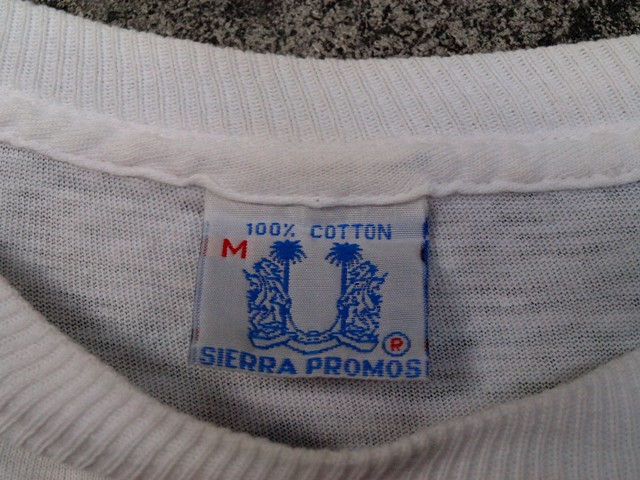 100% COTTON
M
®
SIERRA PROMOS